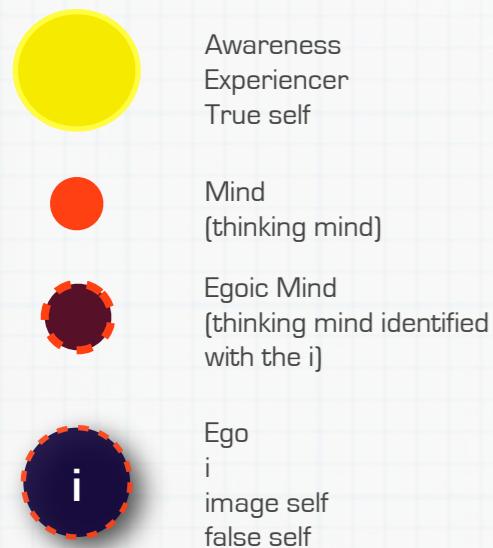 Awareness
Experiencer
True self
Mind
(thinking mind)
Egoic Mind
(thinking mind identified
with the i)
i
Ego
i
image self
false self